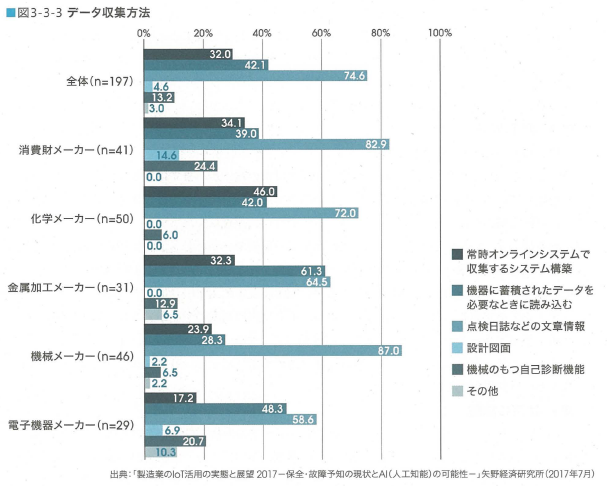 ■図3-3-3 データ収集方法
0% 20% 40% 60% 80% 100%
全体(n=197)
32.0
42.1
74.6
4.6
13.2
3.0
消費財メーカー(n=41)
34.1
39.0
82.9
14.6
24.4
0.0
化学メーカー(n=50)
46.0
42.0
72.0
0.0
6.0
0.0
金属加工メーカー(n=31)
32.3
61.3
64.5
0.0
12.9
6.5
機械メーカー(n=46)
23.9
28.3
87.0
2.2
6.5
2.2
電子機器メーカー(n=29)
17.2
48.3
58.6
6.9
20.7
10.3
常時オンラインシステムで
収集するシステム構築
機器に蓄積されたデータを
必要なときに読み込む
点検日誌などの文章情報
設計図面
機械のもつ自己診断機能
その他
出典:「製造業のIoT活用の実態と展望 2017－保全・故障予知の現状とAI(人工知能)の可能性－」矢野経済研究所(2017年7月)